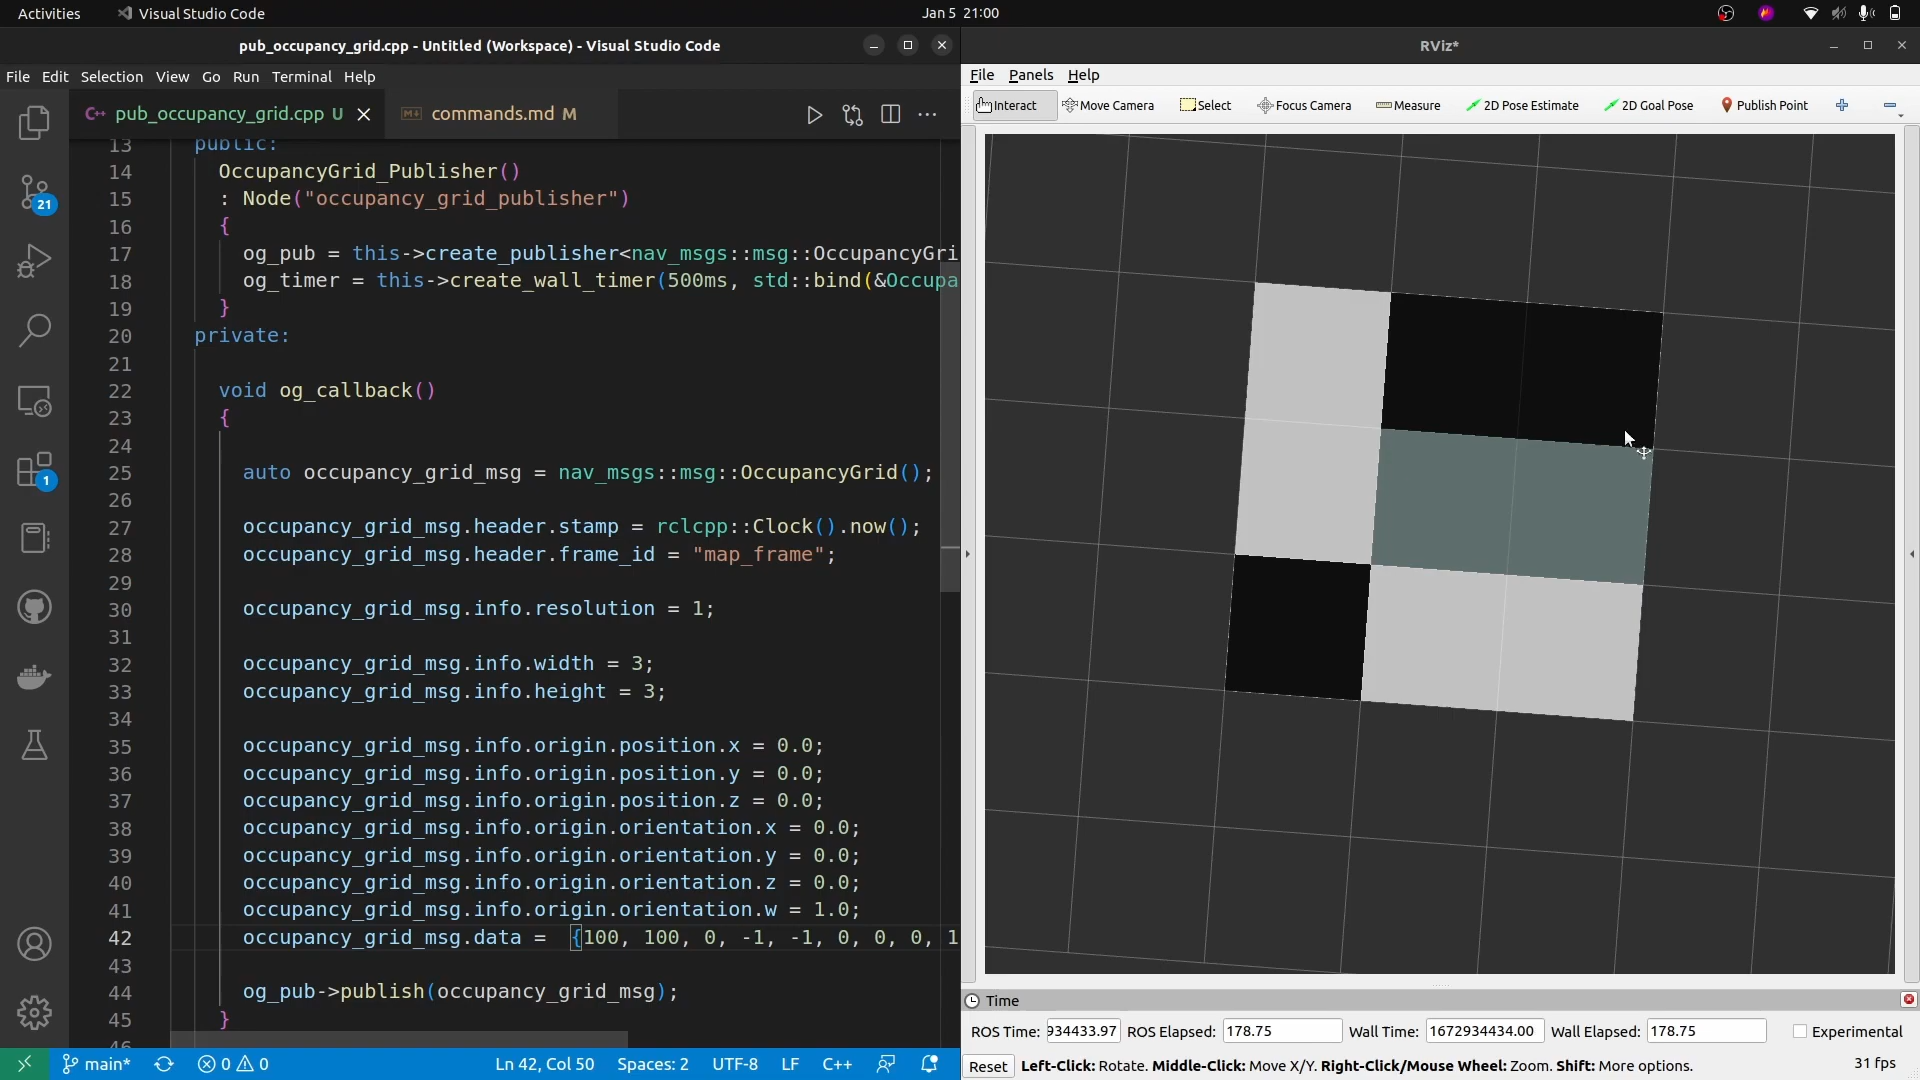 Activities
Visual Studio Code
Jan 5 21:00
pub_occupancy_grid.cpp - Untitled (Workspace) - Visual Studio Code
File Edit Selection View Go Run Terminal Help
pub_occupancy_grid.cpp U
commands.md M
13 public:
14 OccupancyGrid_Publisher()
15 : Node("occupancy_grid_publisher")
16 {
17 og_pub = this->create_publisher<nav_msgs::msg::OccupancyGri
18 og_timer = this->create_wall_timer(500ms, std::bind(&Occupa
19 }
20 private:
21
22 void og_callback()
23 {
24
25 auto occupancy_grid_msg = nav_msgs::msg::OccupancyGrid();
26
27 occupancy_grid_msg.header.stamp = rclcpp::Clock().now();
28 occupancy_grid_msg.header.frame_id = "map_frame";
29
30 occupancy_grid_msg.info.resolution = 1;
31
32 occupancy_grid_msg.info.width = 3;
33 occupancy_grid_msg.info.height = 3;
34
35 occupancy_grid_msg.info.origin.position.x = 0.0;
36 occupancy_grid_msg.info.origin.position.y = 0.0;
37 occupancy_grid_msg.info.origin.position.z = 0.0;
38 occupancy_grid_msg.info.origin.orientation.x = 0.0;
39 occupancy_grid_msg.info.origin.orientation.y = 0.0;
40 occupancy_grid_msg.info.origin.orientation.z = 0.0;
41 occupancy_grid_msg.info.origin.orientation.w = 1.0;
42 occupancy_grid_msg.data = {100, 100, 0, -1, -1, 0, 0, 0, 1
43
44 og_pub->publish(occupancy_grid_msg);
45 }
46
21
1
main* 0 0
Ln 42, Col 50 Spaces: 2 UTF-8 LF C++
RViz*
File Panels Help
Interact Move Camera Select Focus Camera Measure 2D Pose Estimate 2D Goal Pose Publish Point
Time
ROS Time: 934433.97 ROS Elapsed: 178.75 Wall Time: 1672934434.00 Wall Elapsed: 178.75 Experimental
Reset Left-Click: Rotate. Middle-Click: Move X/Y. Right-Click/Mouse Wheel: Zoom. Shift: More options. 31 fps